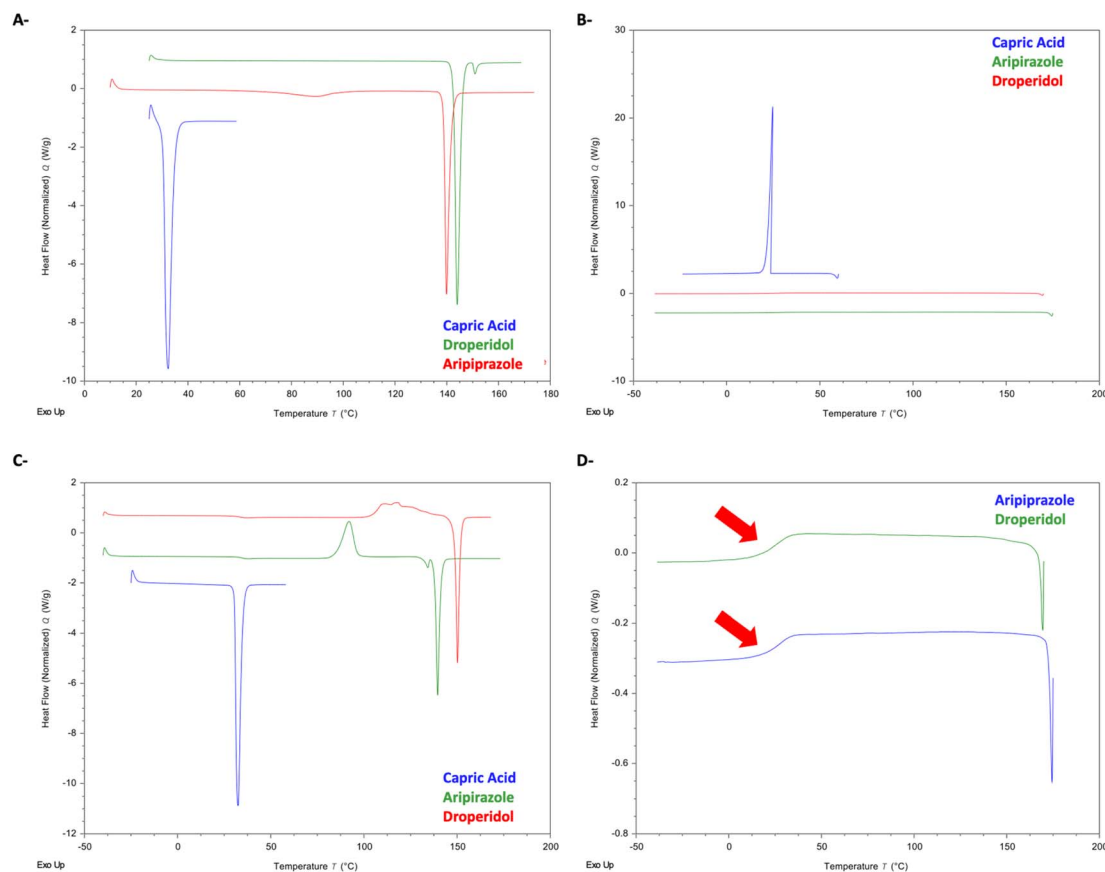 A-
2
0
-2
-4
-6
-8
-10
0
20
40
60
80
100
120
140
160
180
Heat Flow (Normalized) Q (W/g)
Temperature T (°C)
Exo Up
Capric Acid
Droperidol
Aripiprazole
B-
30
20
10
0
-10
-50
0
50
100
150
200
Heat Flow (Normalized) Q (W/g)
Temperature T (°C)
Exo Up
Capric Acid
Aripirazole
Droperidol
C-
2
0
-2
-4
-6
-8
-10
-12
-50
0
50
100
150
200
Heat Flow (Normalized) Q (W/g)
Temperature T (°C)
Exo Up
Capric Acid
Aripirazole
Droperidol
D-
0.2
0.0
-0.2
-0.4
-0.6
-0.8
-50
0
50
100
150
200
Heat Flow (Normalized) Q (W/g)
Temperature T (°C)
Exo Up
Aripiprazole
Droperidol